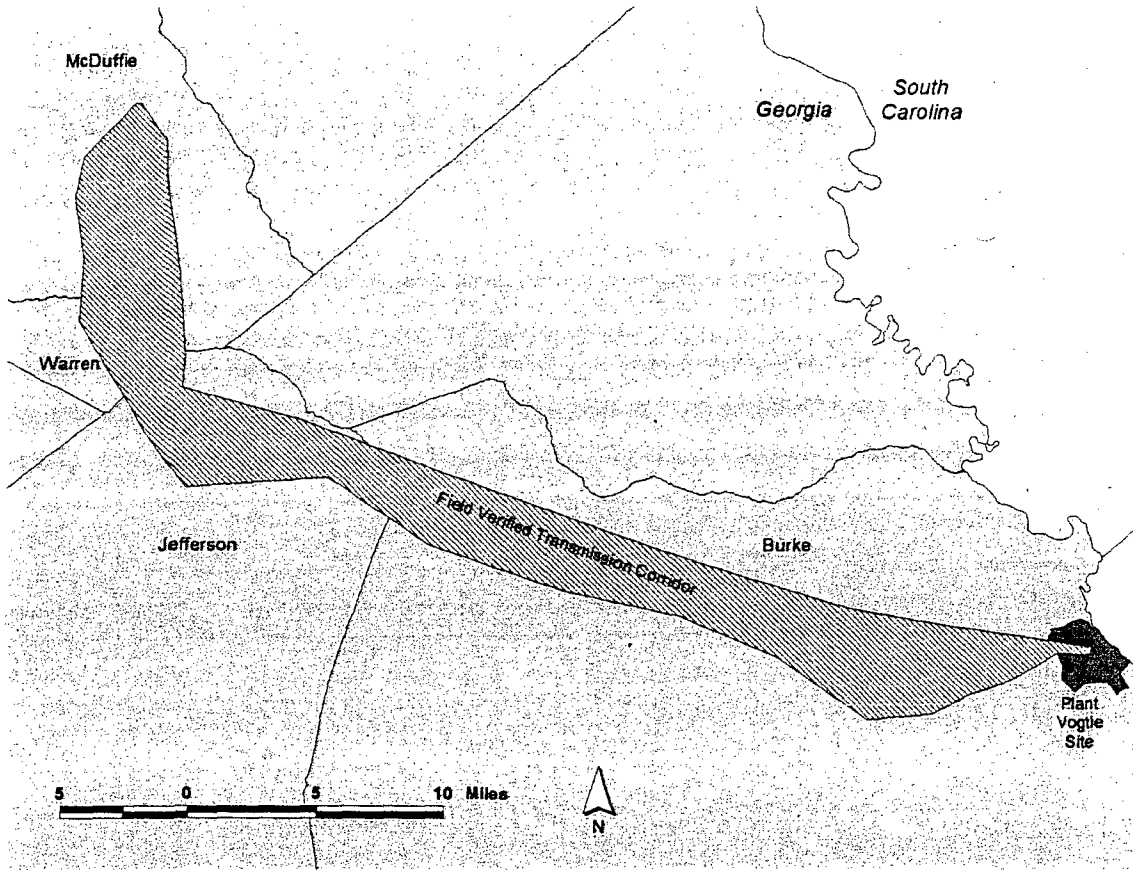 McDuffie
South
Georgia
Carolina
Warren
Field Verified Transmission Corridor
Jefferson
Burke
Plant
Vogtle
Site
5 0 5 10 Miles
N